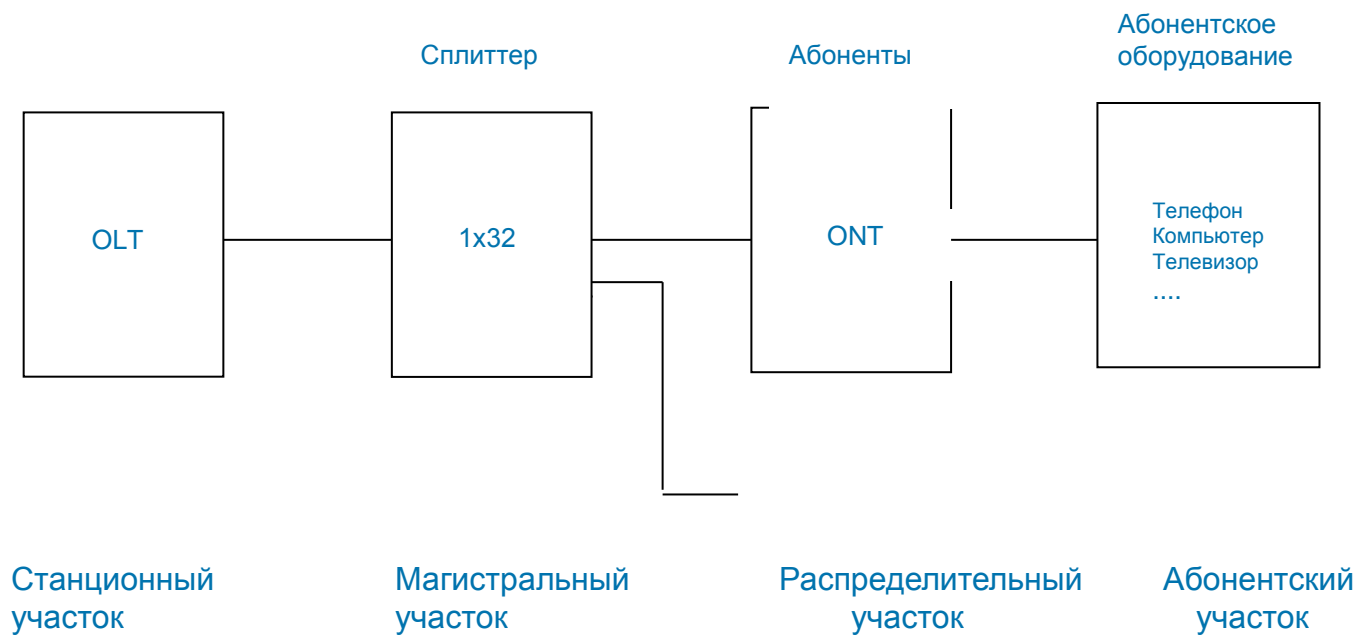 Сплиттер
Абоненты
Абонентское
оборудование
OLT
1x32
ONT
Телефон
Компьютер
Телевизор
....
Станционный
участок
Магистральный
участок
Распределительный
участок
Абонентский
участок